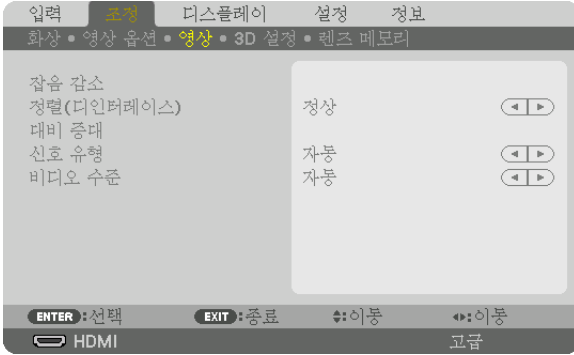 입력 조정 디스플레이 설정 정보
화상 • 영상 옵션 • 영상 • 3D 설정 • 렌즈 메모리
잡음 감소
정렬(디인터레이스) 정상
대비 증대
신호 유형 자동
비디오 수준 자동
ENTER :선택 EXIT :종료 :이동 :이동
HDMI 고급